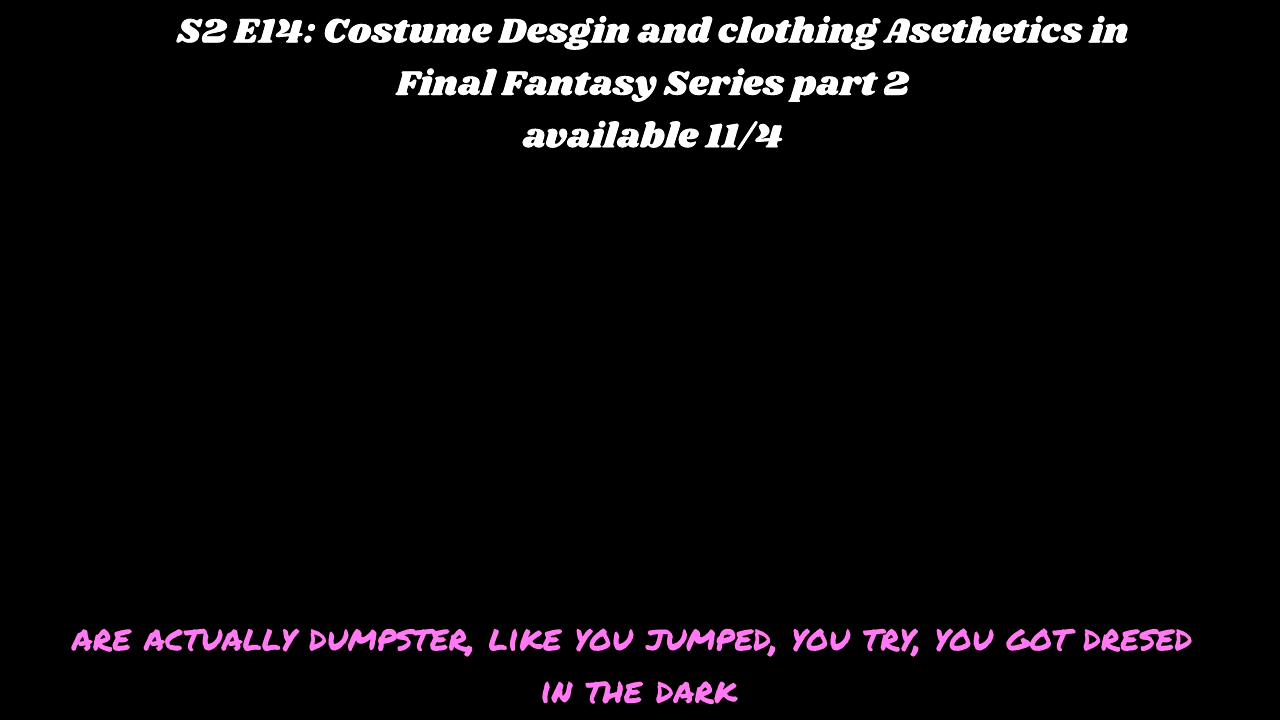 S2 E14: Costume Desgin and clothing Asethetics in
Final Fantasy Series part 2
available 11/4
ARE ACTUALLY DUMPSTER, LIKE YOU JUMPED, YOU TRY, YOU GOT DRESED
IN THE DARK